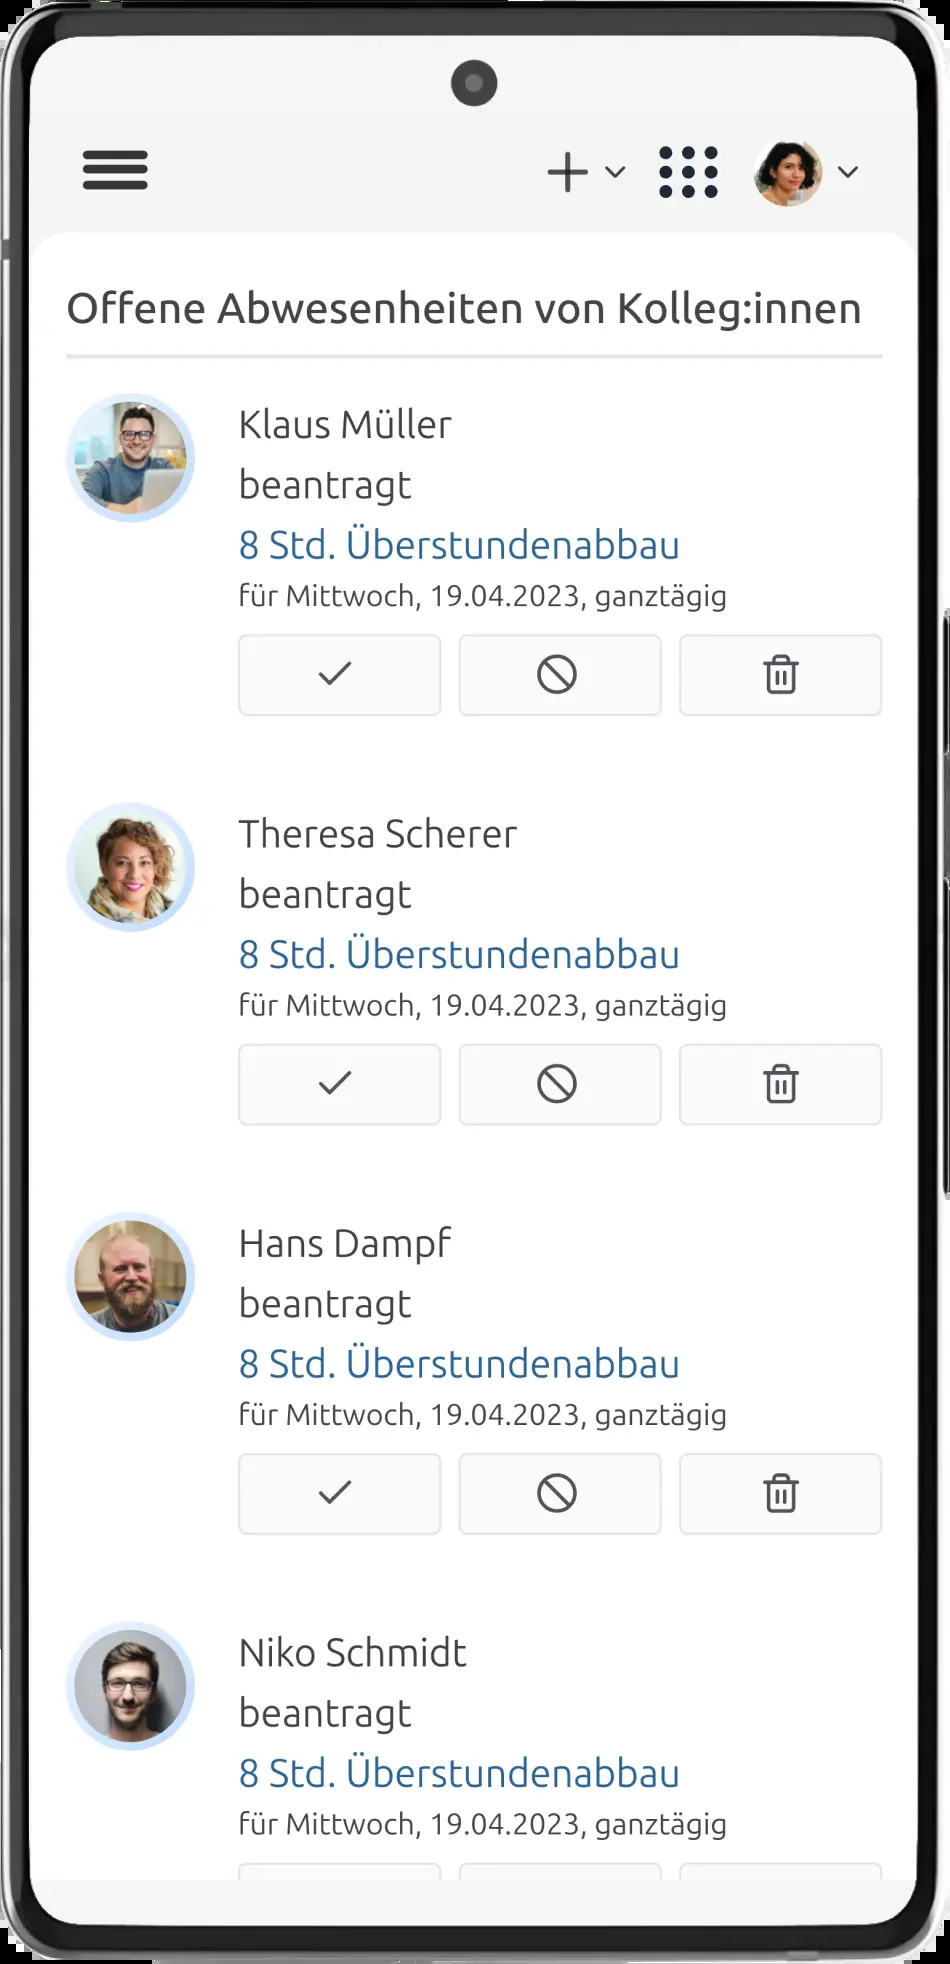 Offene Abwesenheiten von Kolleg:innen
Klaus Müller
beantragt
8 Std. Überstundenabbau
für Mittwoch, 19.04.2023, ganztägig
Theresa Scherer
beantragt
8 Std. Überstundenabbau
für Mittwoch, 19.04.2023, ganztägig
Hans Dampf
beantragt
8 Std. Überstundenabbau
für Mittwoch, 19.04.2023, ganztägig
Niko Schmidt
beantragt
8 Std. Überstundenabbau
für Mittwoch, 19.04.2023, ganztägig